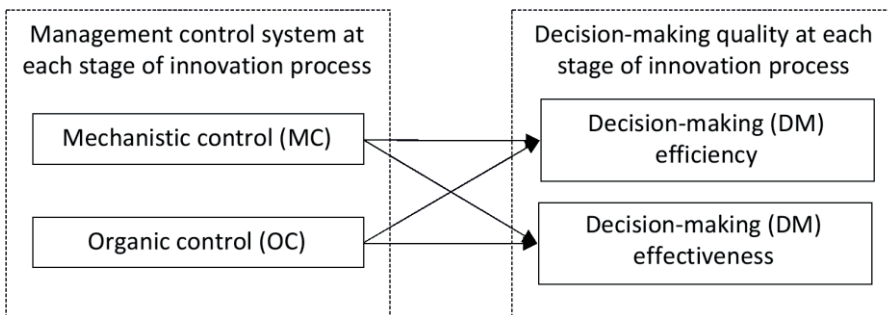 Management control system at
each stage of innovation process
Mechanistic control (MC)
Organic control (OC)
Decision-making quality at each
stage of innovation process
Decision-making (DM)
efficiency
Decision-making (DM)
effectiveness